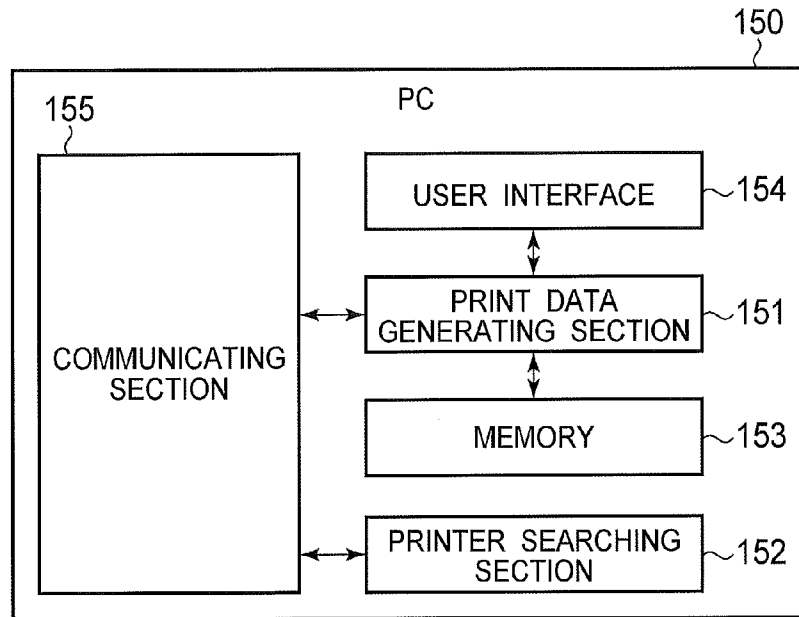 150
PC
155
USER INTERFACE
154
PRINT DATA
GENERATING SECTION
151
COMMUNICATING
SECTION
MEMORY
153
PRINTER SEARCHING
SECTION
152